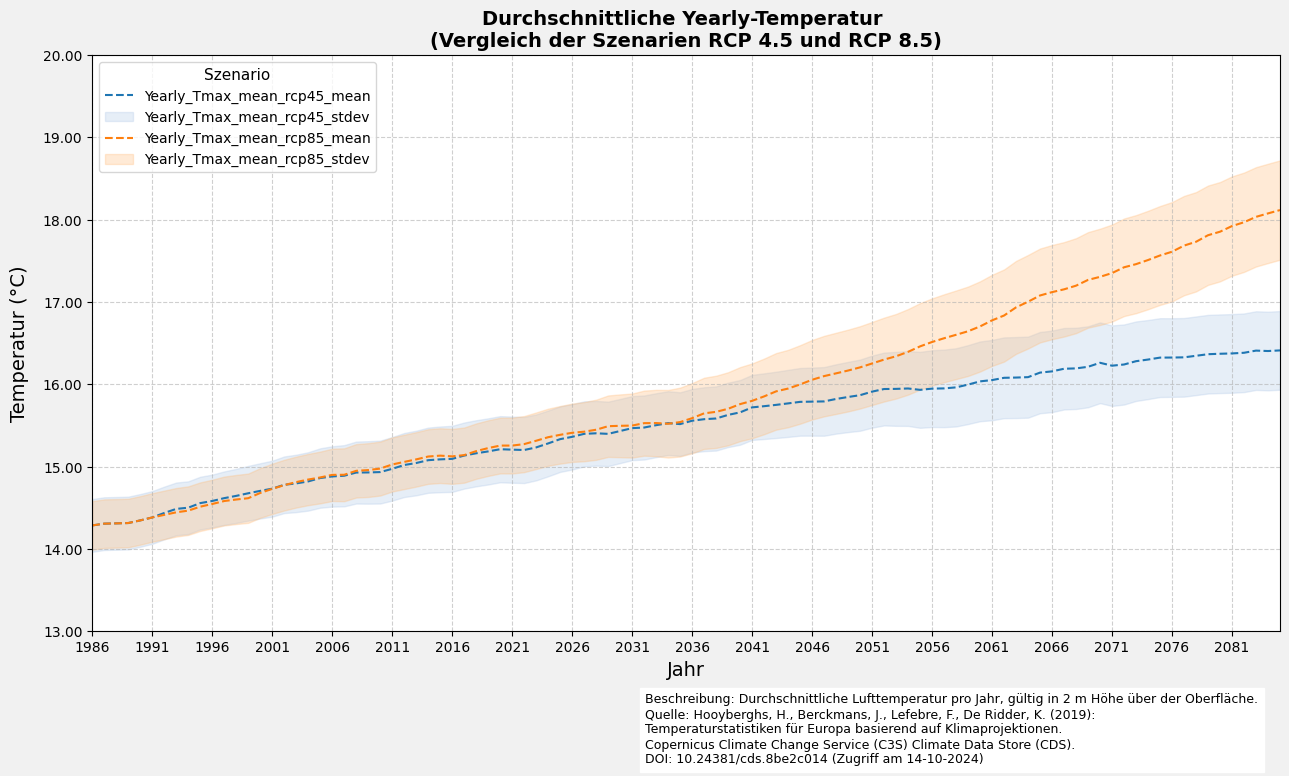 Durchschnittliche Yearly-Temperatur
(Vergleich der Szenarien RCP 4.5 und RCP 8.5)
20.00
19.00
18.00
17.00
16.00
15.00
14.00
13.00
Temperatur (°C)
Szenario
Yearly_Tmax_mean_rcp45_mean
Yearly_Tmax_mean_rcp45_stdev
Yearly_Tmax_mean_rcp85_mean
Yearly_Tmax_mean_rcp85_stdev
1986 1991 1996 2001 2006 2011 2016 2021 2026 2031 2036 2041 2046 2051 2056 2061 2066 2071 2076 2081
Jahr
Beschreibung: Durchschnittliche Lufttemperatur pro Jahr, gültig in 2 m Höhe über der Oberfläche.
Quelle: Hooyberghs, H., Berckmans, J., Lefebre, F., De Ridder, K. (2019):
Temperaturstatistiken für Europa basierend auf Klimaprojektionen.
Copernicus Climate Change Service (C3S) Climate Data Store (CDS).
DOI: 10.24381/cds.8be2c014 (Zugriff am 14-10-2024)